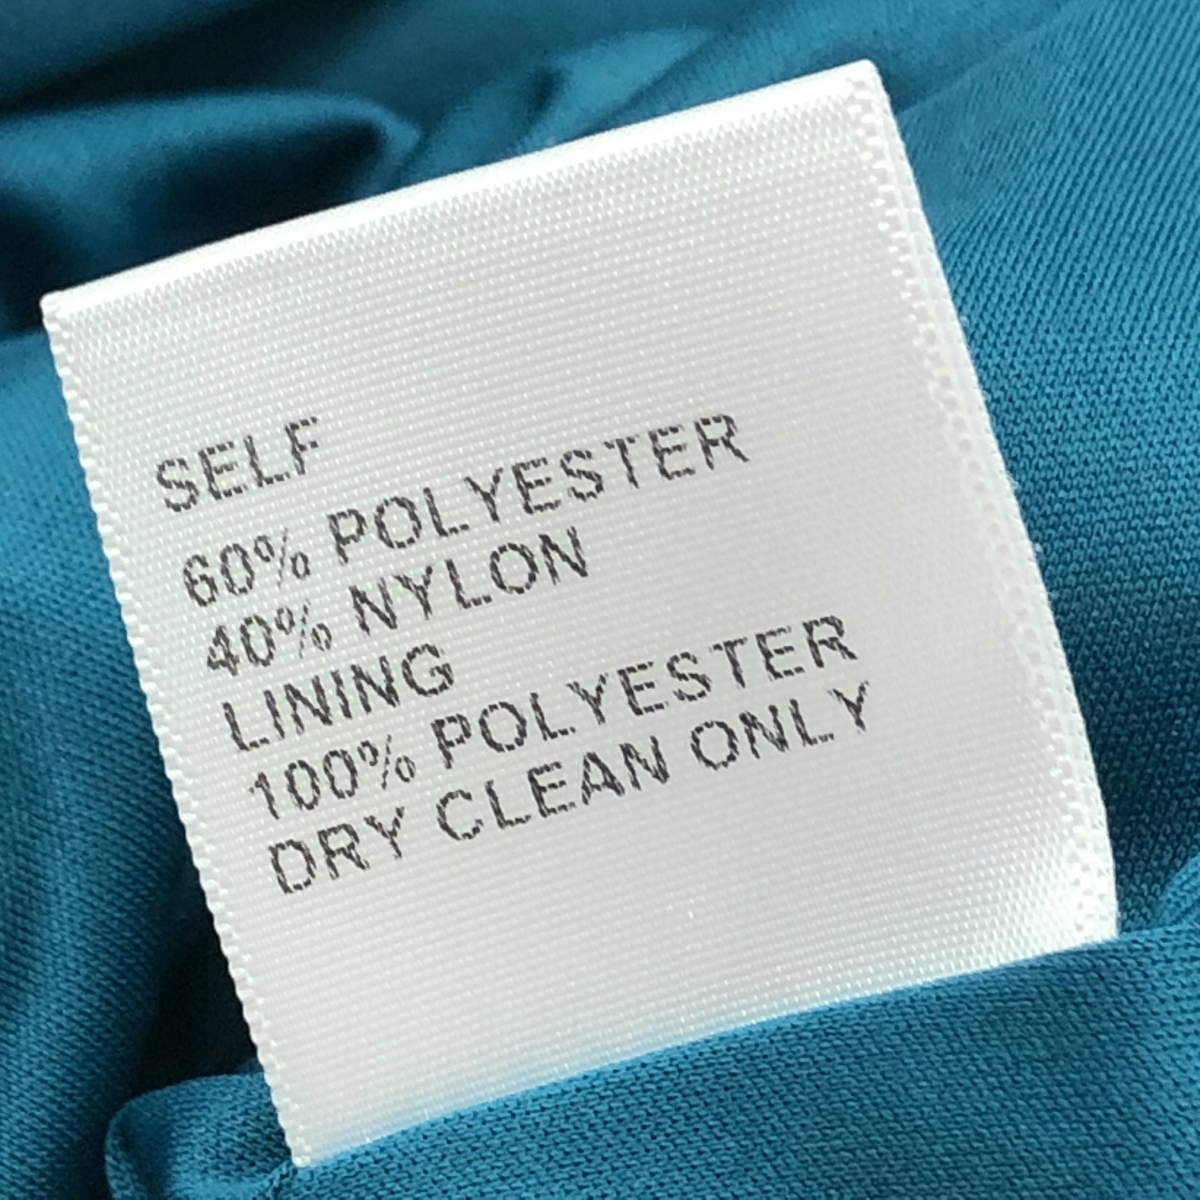 SELF
60% POLYESTER
40% NYLON
LINING
100% POLYESTER
DRY CLEAN ONLY